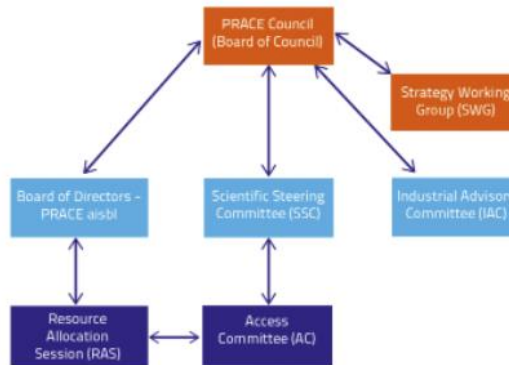 PRACE Council
(Board of Council)
Strategy Working
Group (SWG)
Board of Directors -
PRACE aisbl
Scientific Steering
Committee (SSC)
Industrial Advisory
Committee (IAC)
Resource
Allocation
Session (RAS)
Access
Committee (AC)